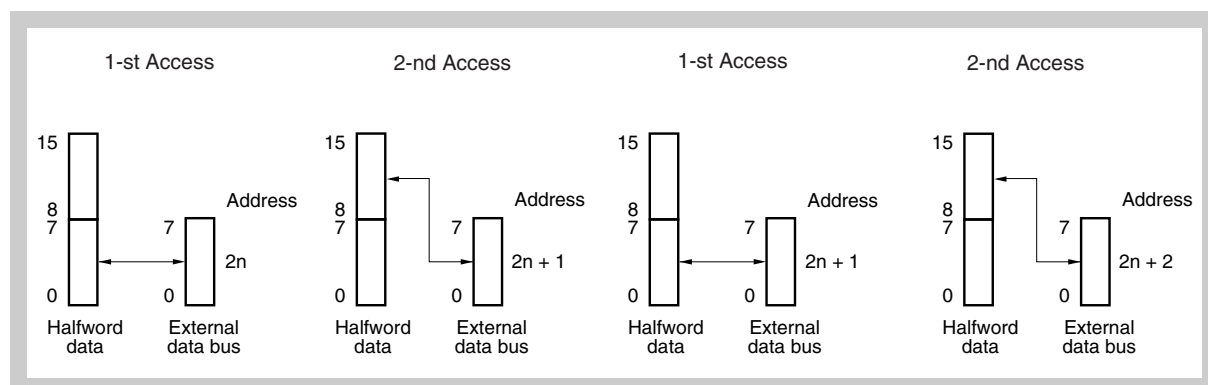 1-st Access
15
8
7
0
Halfword
data
Address
7
2n
0
External
data bus
2-nd Access
15
8
7
0
Halfword
data
Address
7
2n + 1
0
External
data bus
1-st Access
15
8
7
0
Halfword
data
Address
7
2n + 1
0
External
data bus
2-nd Access
15
8
7
0
Halfword
data
Address
7
2n + 2
0
External
data bus